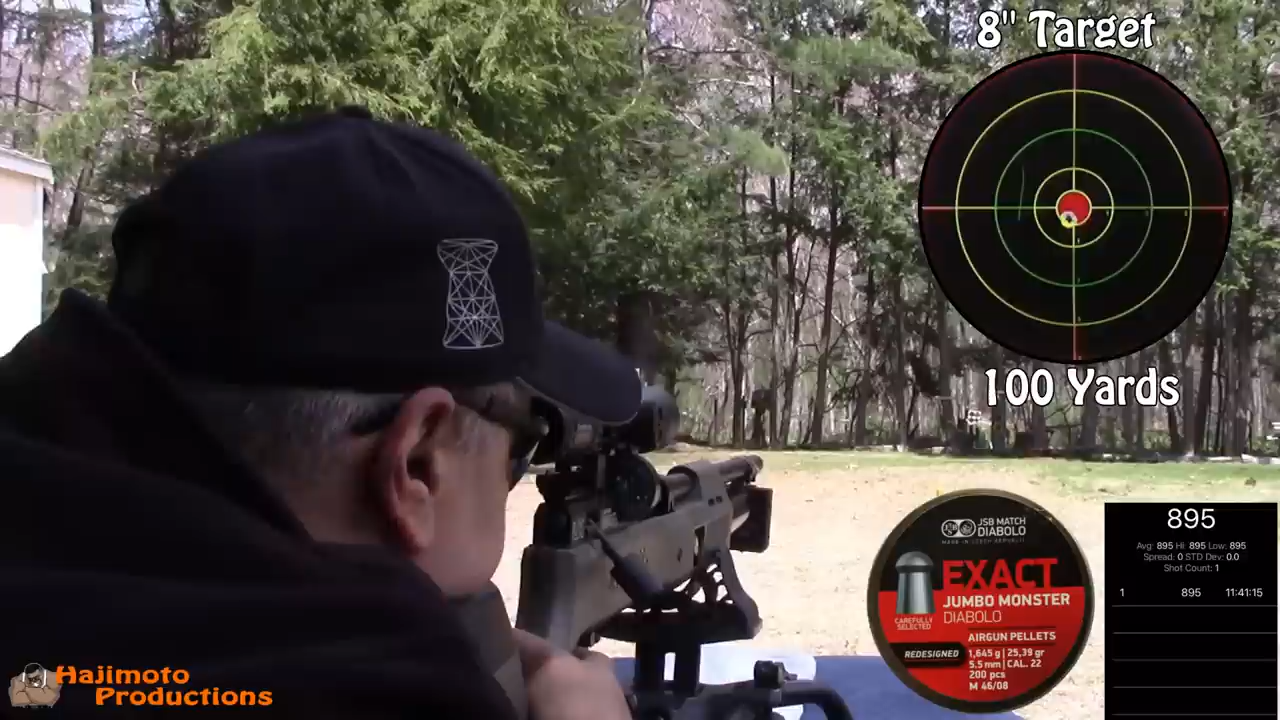 8" Target
100 Yards
JSB MATCH
DIABOLO
MADE IN CZECH REPUBLIC
EXACT
JUMBO MONSTER
DIABOLO
CAREFULLY
SELECTED
AIRGUN PELLETS
REDESIGNED
1,645 g | 25,39 gr
5.5 mm | CAL. 22
200 pcs
M 46/08
895
Avg: 895 Hi: 895 Low: 895
Spread: 0 STD Dev: 0.0
Shot Count: 1
1 895 11:41:15
Hajimoto
Productions